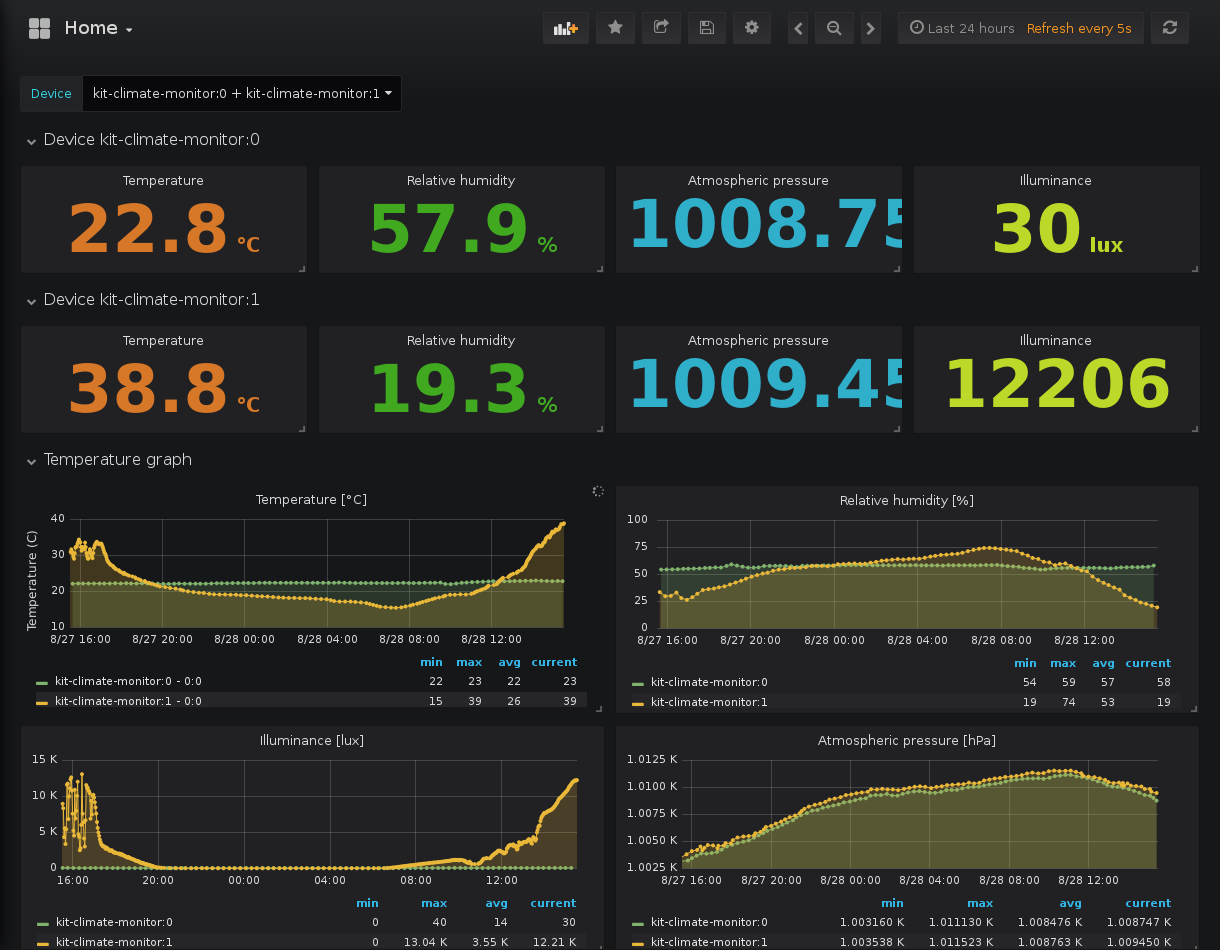 Home
Last 24 hours Refresh every 5s
Device kit-climate-monitor:0 + kit-climate-monitor:1
Device kit-climate-monitor:0
Temperature Relative humidity Atmospheric pressure Illuminance
22.8 °C 57.9 % 1008.75 30 lux
Device kit-climate-monitor:1
Temperature Relative humidity Atmospheric pressure Illuminance
38.8 °C 19.3 % 1009.45 12206
Temperature graph
Temperature [°C]
Temperature (C)
40
30
20
10
8/27 16:00 8/27 20:00 8/28 00:00 8/28 04:00 8/28 08:00 8/28 12:00
min max avg current
kit-climate-monitor:0 - 0:0 22 23 22 23
kit-climate-monitor:1 - 0:0 15 39 26 39
Relative humidity [%]
100
75
50
25
0
8/27 16:00 8/27 20:00 8/28 00:00 8/28 04:00 8/28 08:00 8/28 12:00
min max avg current
kit-climate-monitor:0 54 59 57 58
kit-climate-monitor:1 19 74 53 19
Illuminance [lux]
15 K
10 K
5 K
0
16:00 20:00 00:00 04:00 08:00 12:00
min max avg current
kit-climate-monitor:0 0 40 14 30
kit-climate-monitor:1 0 13.04 K 3.55 K 12.21 K
Atmospheric pressure [hPa]
1.0125 K
1.0100 K
1.0075 K
1.0050 K
1.0025 K
8/27 16:00 8/27 20:00 8/28 00:00 8/28 04:00 8/28 08:00 8/28 12:00
min max avg current
kit-climate-monitor:0 1.003160 K 1.011130 K 1.008476 K 1.008747 K
kit-climate-monitor:1 1.003538 K 1.011523 K 1.008763 K 1.009450 K